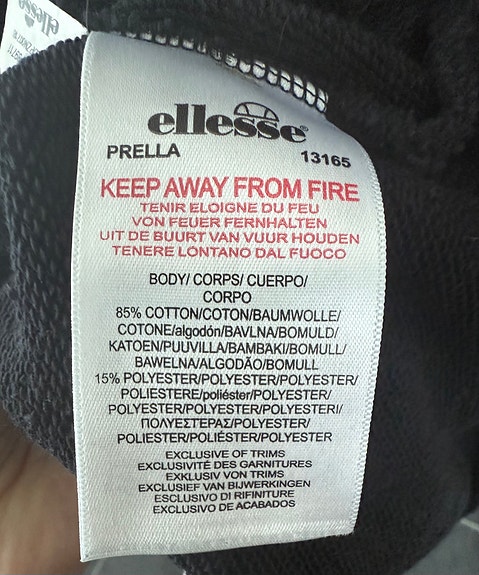 ellesse
ellesse®
PRELLA 13165
KEEP AWAY FROM FIRE
TENIR ELOIGNE DU FEU
VON FEUER FERNHALTEN
UIT DE BUURT VAN VUUR HOUDEN
TENERE LONTANO DAL FUOCO
BODY/ CORPS/ CUERPO/
CORPO
85% COTTON/COTON/BAUMWOLLE/
COTONE/algodón/BAVLNA/BOMULD/
KATOEN/PUUVILLA/BAMBAKI/BOMULL/
BAWELNA/ALGODÃO/BOMULL
15% POLYESTER/POLYESTER/POLYESTER/
POLIESTERE/poliéster/POLYESTER/
POLYESTER/POLYESTER/POLYESTERI/
ΠΟΛΥΕΣΤΕΡΑΣ/POLYESTER/
POLIESTER/POLIÉSTER/POLYESTER
EXCLUSIVE OF TRIMS
EXCLUSIVITÉ DES GARNITURES
EXKLUSIV VON TRIMS
EXCLUSIEF VAN BIJWERKINGEN
ESCLUSIVO DI RIFINITURE
EXCLUSIVO DE ACABADOS